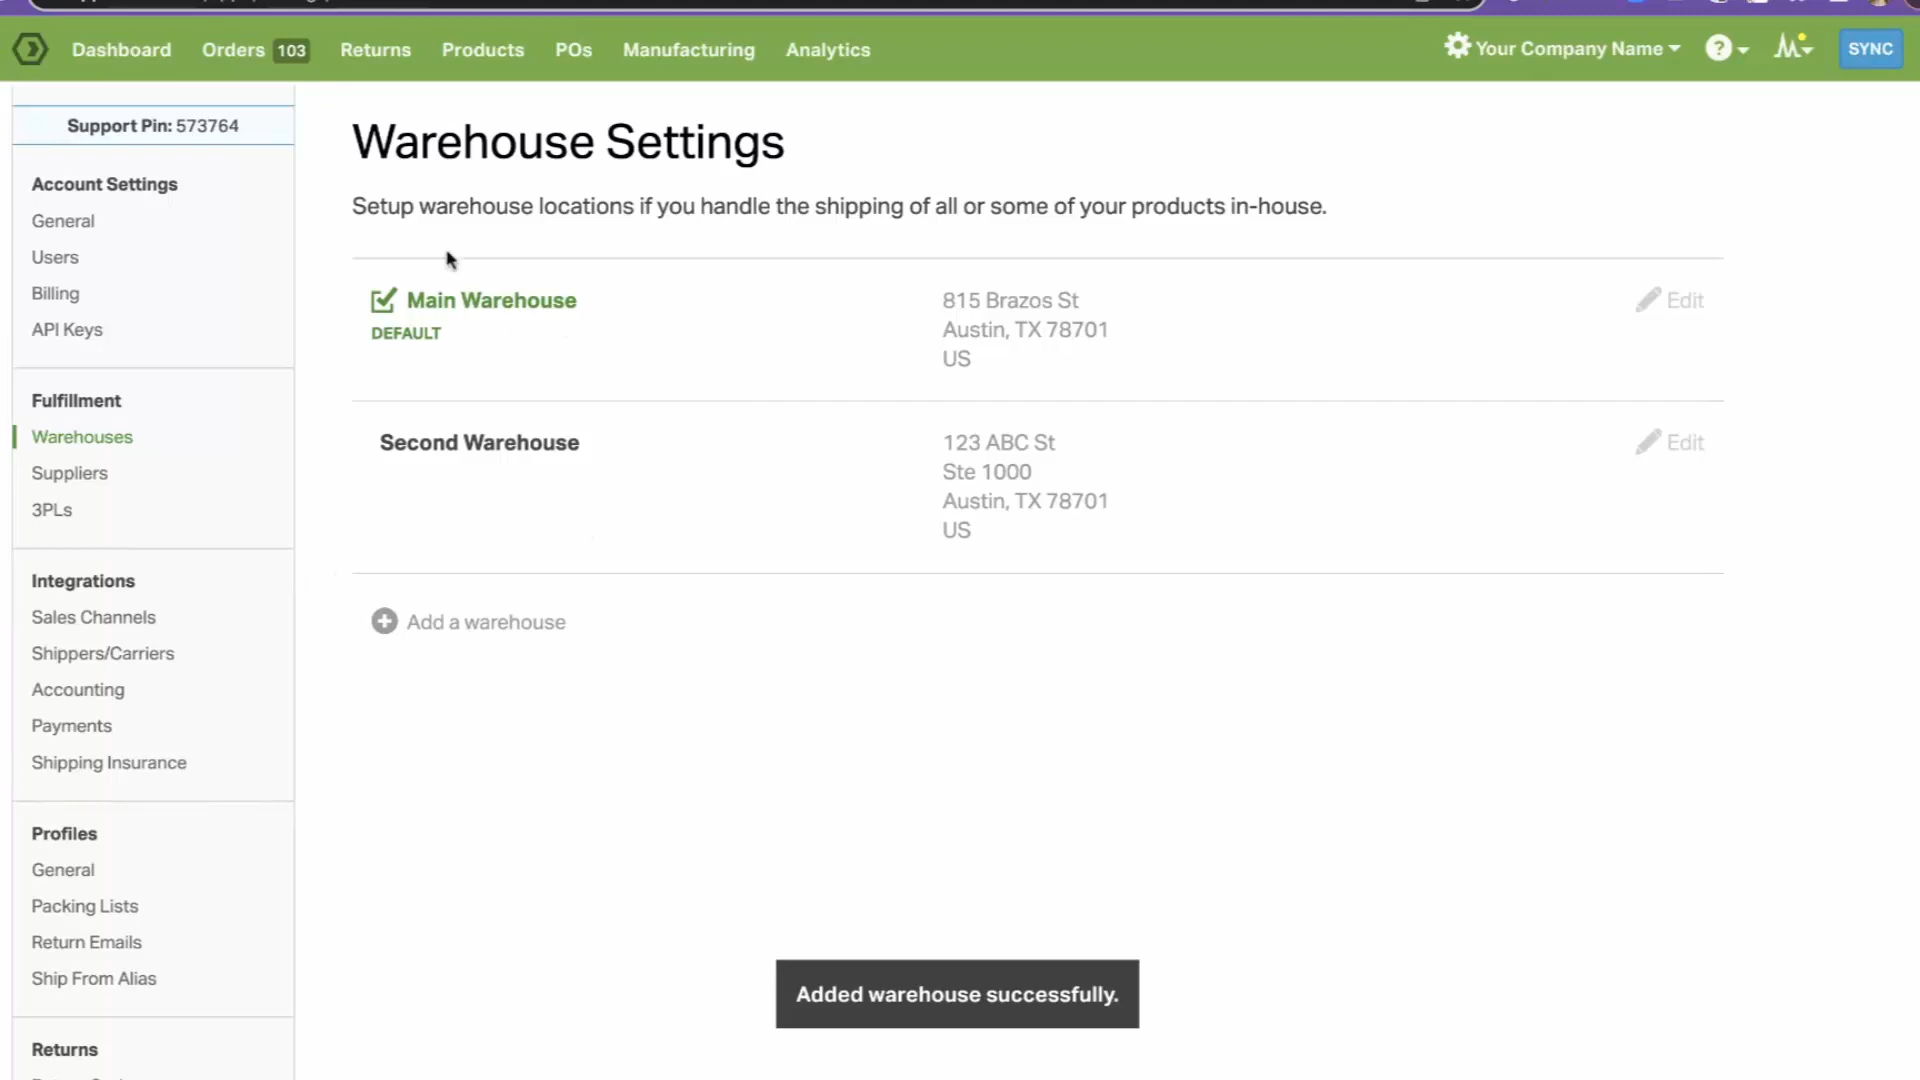 Dashboard
Orders 103
Returns
Products
POs
Manufacturing
Analytics
Your Company Name
?
SYNC
Support Pin: 573764
Account Settings
General
Users
Billing
API Keys
Fulfillment
Warehouses
Suppliers
3PLs
Integrations
Sales Channels
Shippers/Carriers
Accounting
Payments
Shipping Insurance
Profiles
General
Packing Lists
Return Emails
Ship From Alias
Returns
Warehouse Settings
Setup warehouse locations if you handle the shipping of all or some of your products in-house.
Main Warehouse
DEFAULT
815 Brazos St
Austin, TX 78701
US
Edit
Second Warehouse
123 ABC St
Ste 1000
Austin, TX 78701
US
Edit
Add a warehouse
Added warehouse successfully.